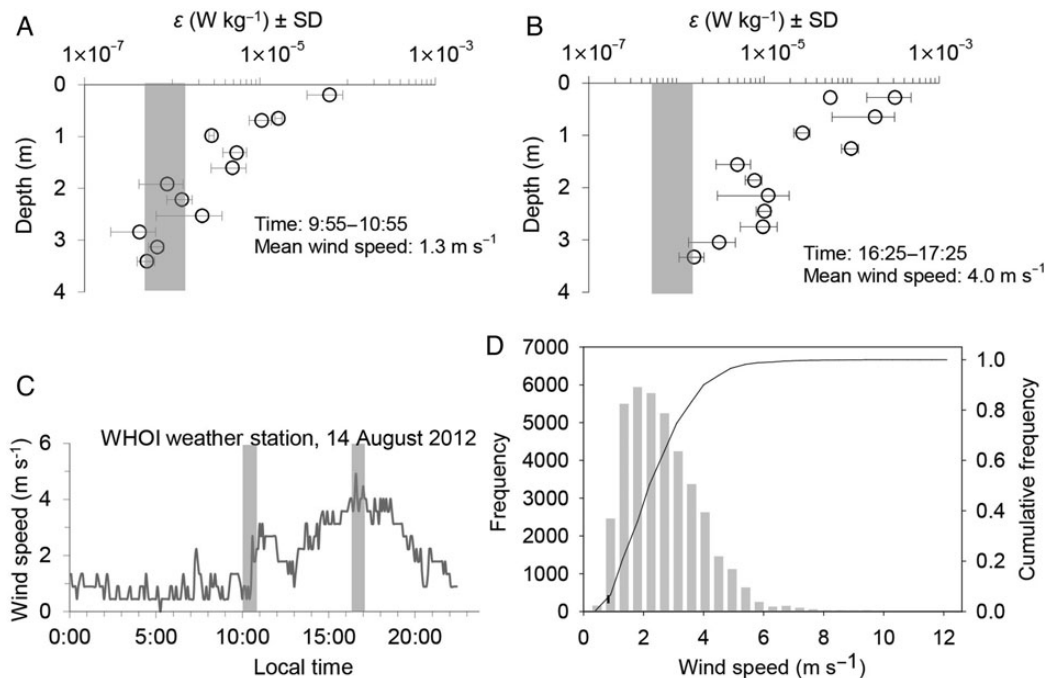 A
ε (W kg⁻¹) ± SD
1×10⁻⁷ 1×10⁻⁵ 1×10⁻³
0
1
2
3
4
Depth (m)
Time: 9:55–10:55
Mean wind speed: 1.3 m s⁻¹
B
ε (W kg⁻¹) ± SD
1×10⁻⁷ 1×10⁻⁵ 1×10⁻³
0
1
2
3
4
Depth (m)
Time: 16:25–17:25
Mean wind speed: 4.0 m s⁻¹
C
WHOI weather station, 14 August 2012
6
4
2
0
Wind speed (m s⁻¹)
0:00 5:00 10:00 15:00 20:00
Local time
D
7000
6000
5000
4000
3000
2000
1000
0
Frequency
1.0
0.8
0.6
0.4
0.2
0.0
Cumulative frequency
0 2 4 6 8 10 12
Wind speed (m s⁻¹)